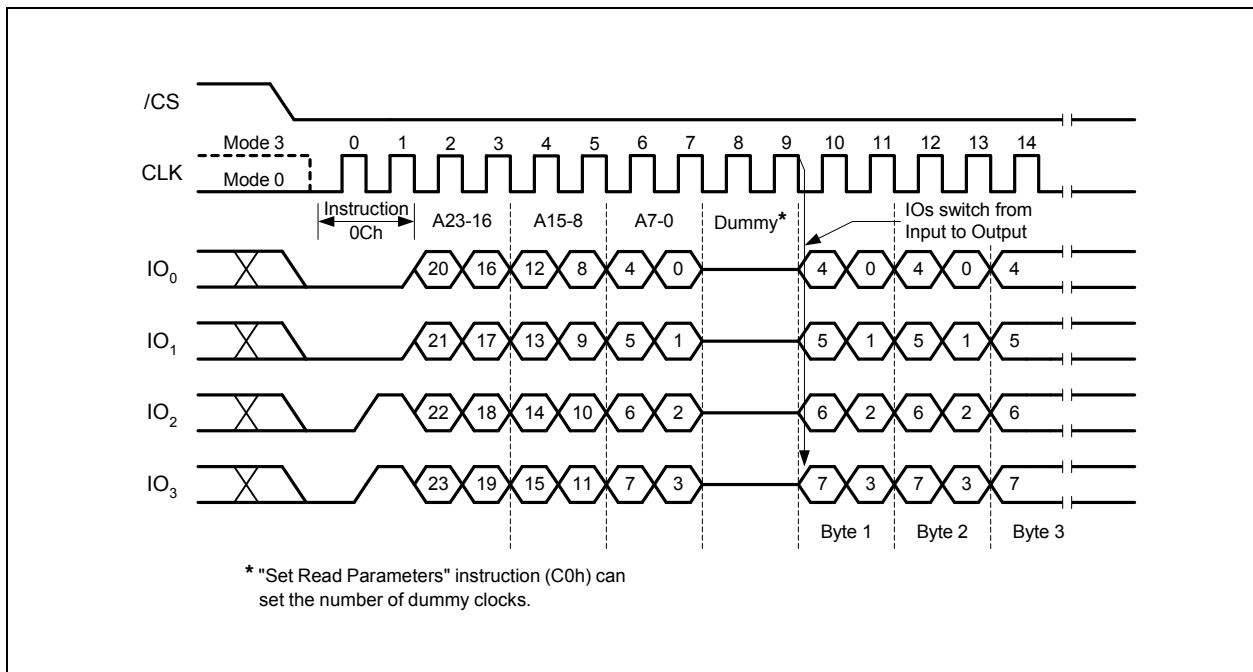 /CS
Mode 3 0 1 2 3 4 5 6 7 8 9 10 11 12 13 14
CLK
Mode 0
Instruction A23-16 A15-8 A7-0 Dummy* IOs switch from
0Ch Input to Output
IO0 20 16 12 8 4 0 4 0 4 0 4
IO1 21 17 13 9 5 1 5 1 5 1 5
IO2 22 18 14 10 6 2 6 2 6 2 6
IO3 23 19 15 11 7 3 7 3 7 3 7
Byte 1 Byte 2 Byte 3
* "Set Read Parameters" instruction (C0h) can
set the number of dummy clocks.